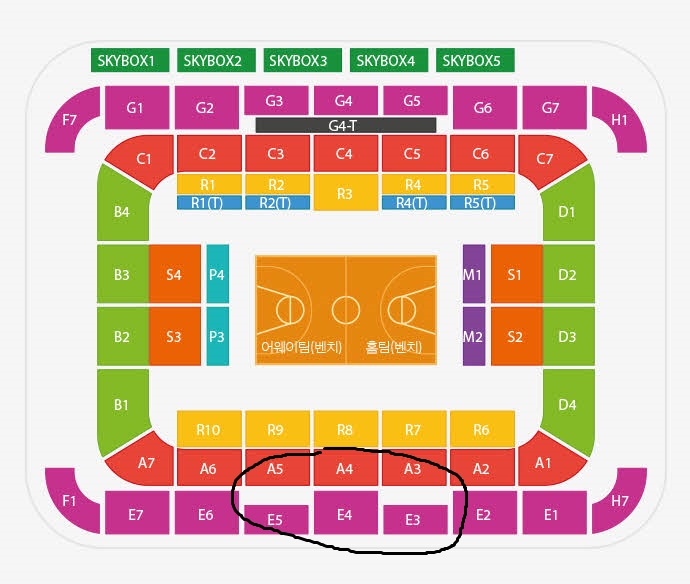 SKYBOX1 SKYBOX2 SKYBOX3 SKYBOX4 SKYBOX5
F7 G1 G2 G3 G4 G5 G6 G7 H1
G4-T
C1 C2 C3 C4 C5 C6 C7
R1 R2 R3 R4 R5
R1(T) R2(T) R4(T) R5(T)
B4 D1
B3 S4 P4 M1 S1 D2
B2 S3 P3 M2 S2 D3
어웨이팀(벤치) 홈팀(벤치)
B1 D4
R10 R9 R8 R7 R6
A7 A6 A5 A4 A3 A2 A1
F1 E7 E6 E5 E4 E3 E2 E1 H7